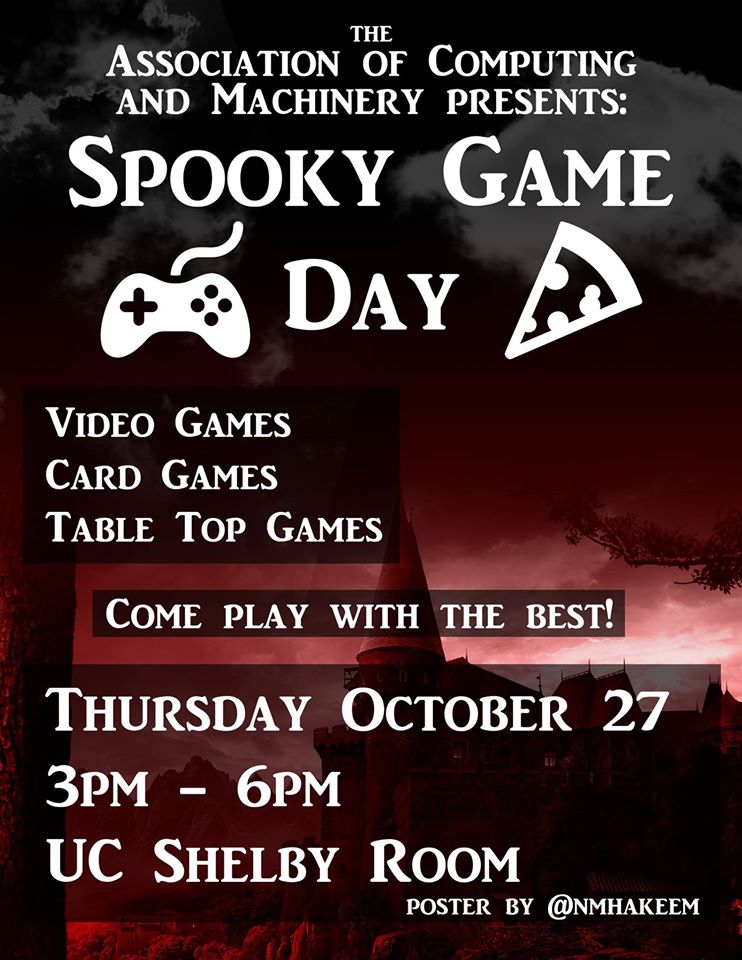 The
Association of Computing
and Machinery presents:
Spooky Game
Day
Video Games
Card Games
Table Top Games
Come play with the best!
Thursday October 27
3pm - 6pm
UC Shelby Room
poster by @nmhakeem